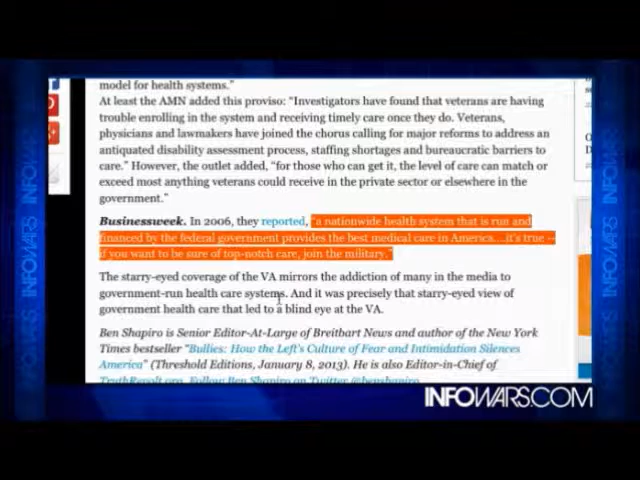 model for health systems."
At least the AMN added this proviso: "Investigators have found that veterans are having
trouble enrolling in the system and receiving timely care once they do. Veterans,
physicians and lawmakers have joined the chorus calling for major reforms to address an
antiquated disability assessment process, staffing shortages and bureaucratic barriers to
care." However, the outlet added, "for those who can get it, the level of care can match or
exceed most anything veterans could receive in the private sector or elsewhere in the
government."
Businessweek. In 2006, they reported, "a nationwide health system that is run and
financed by the federal government provides the best medical care in America…it's true --
if you want to be sure of top-notch care, join the military."
The starry-eyed coverage of the VA mirrors the addiction of many in the media to
government-run health care systems. And it was precisely that starry-eyed view of
government health care that led to a blind eye at the VA.
Ben Shapiro is Senior Editor-At-Large of Breitbart News and author of the New York
Times bestseller "Bullies: How the Left's Culture of Fear and Intimidation Silences
America" (Threshold Editions, January 8, 2013). He is also Editor-in-Chief of
TruthRevolt.org. Follow Ben Shapiro on Twitter @benshapiro
INFOWARS.COM
INFOWARS
INFOWARS